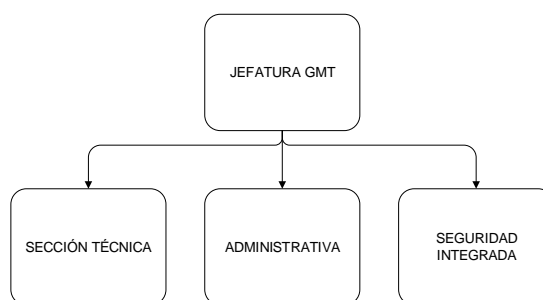 JEFATURA GMT
SECCIÓN TÉCNICA
ADMINISTRATIVA
SEGURIDAD
INTEGRADA